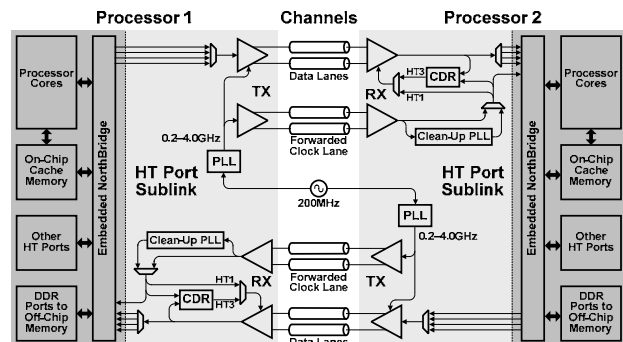 Processor 1
Channels
Processor 2
Processor
Cores
On-Chip
Cache
Memory
Other
HT Ports
DDR
Ports to
Off-Chip
Memory
Embedded NorthBridge
HT Port
Sublink
TX
0.2–4.0GHz
PLL
Data Lanes
Forwarded
Clock Lane
200MHz
RX
HT3
CDR
HT1
Clean-Up PLL
HT Port
Sublink
PLL
0.2–4.0GHz
Clean-Up PLL
RX
HT1
CDR
HT3
Forwarded
Clock Lane
TX
Data Lanes
Embedded NorthBridge
Processor
Cores
On-Chip
Cache
Memory
Other
HT Ports
DDR
Ports to
Off-Chip
Memory